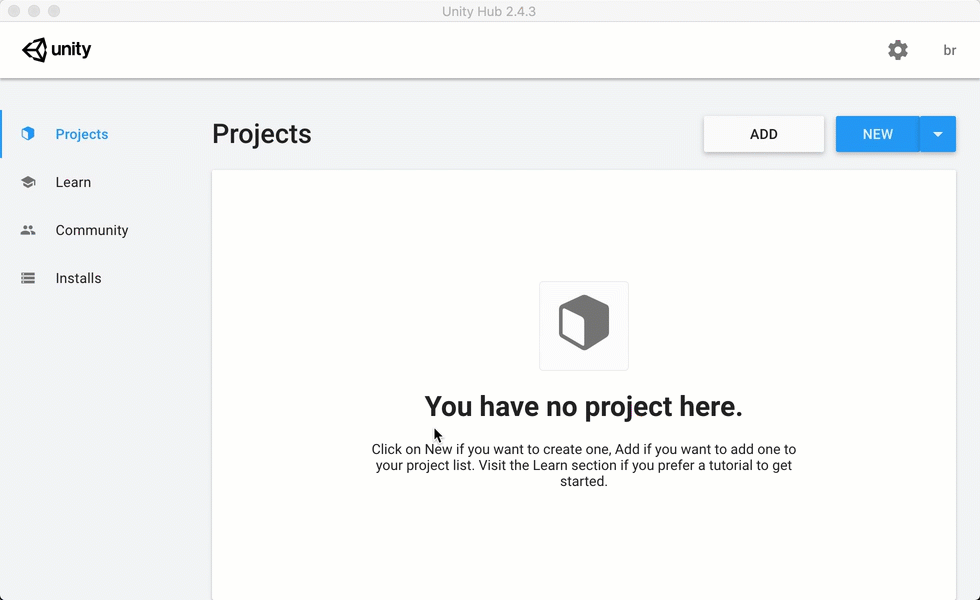 Unity Hub 2.4.3
unity
br
Projects
Learn
Community
Installs
Projects
ADD
NEW
You have no project here.
Click on New if you want to create one, Add if you want to add one to
your project list. Visit the Learn section if you prefer a tutorial to get
started.